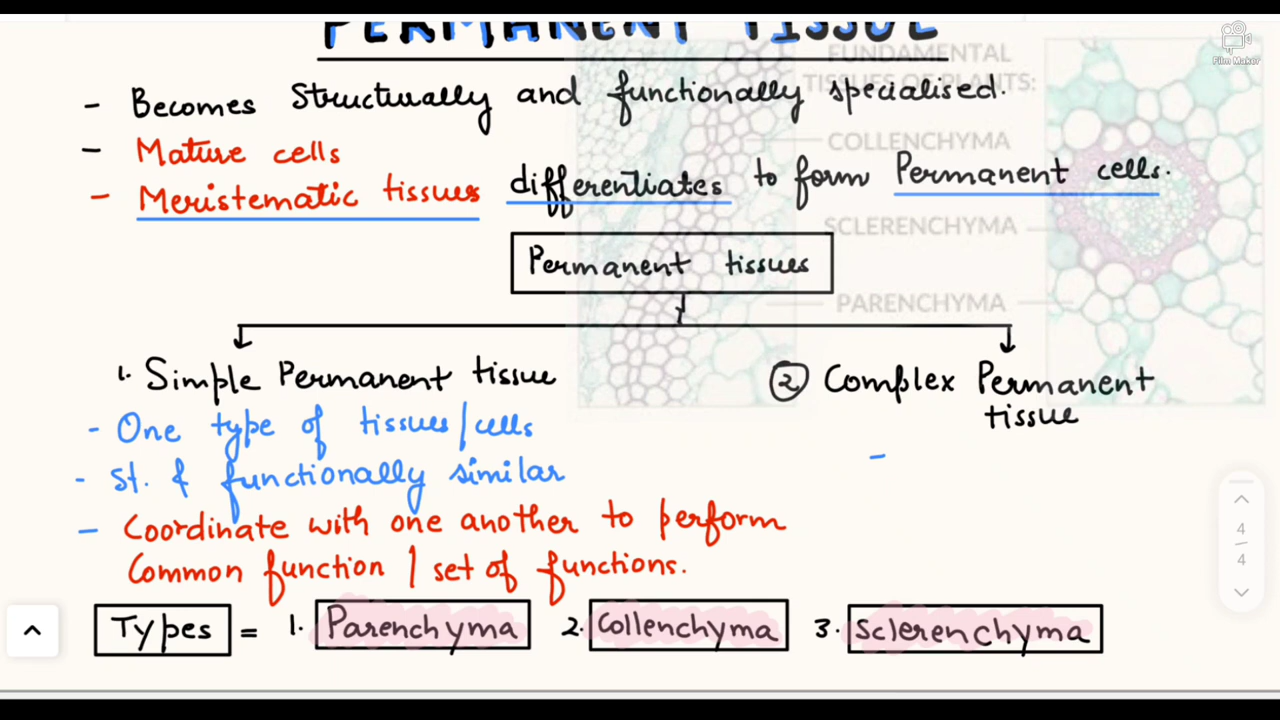 PERMANENT TISSUE
Film Maker
- Becomes Structurally and functionally specialised.
- Mature cells
- Meristematic tissues differentiates to form Permanent cells.
FUNDAMENTAL
TISSUES OF PLANTS:
COLLENCHYMA
SCLERENCHYMA
PARENCHYMA
Permanent tissues
1. Simple Permanent tissue
- One type of tissues/cells
- St. & functionally similar
- Coordinate with one another to perform
Common function / set of functions.
② Complex Permanent
tissue
-
4
4
Types = 1. Parenchyma 2. Collenchyma 3. Sclerenchyma